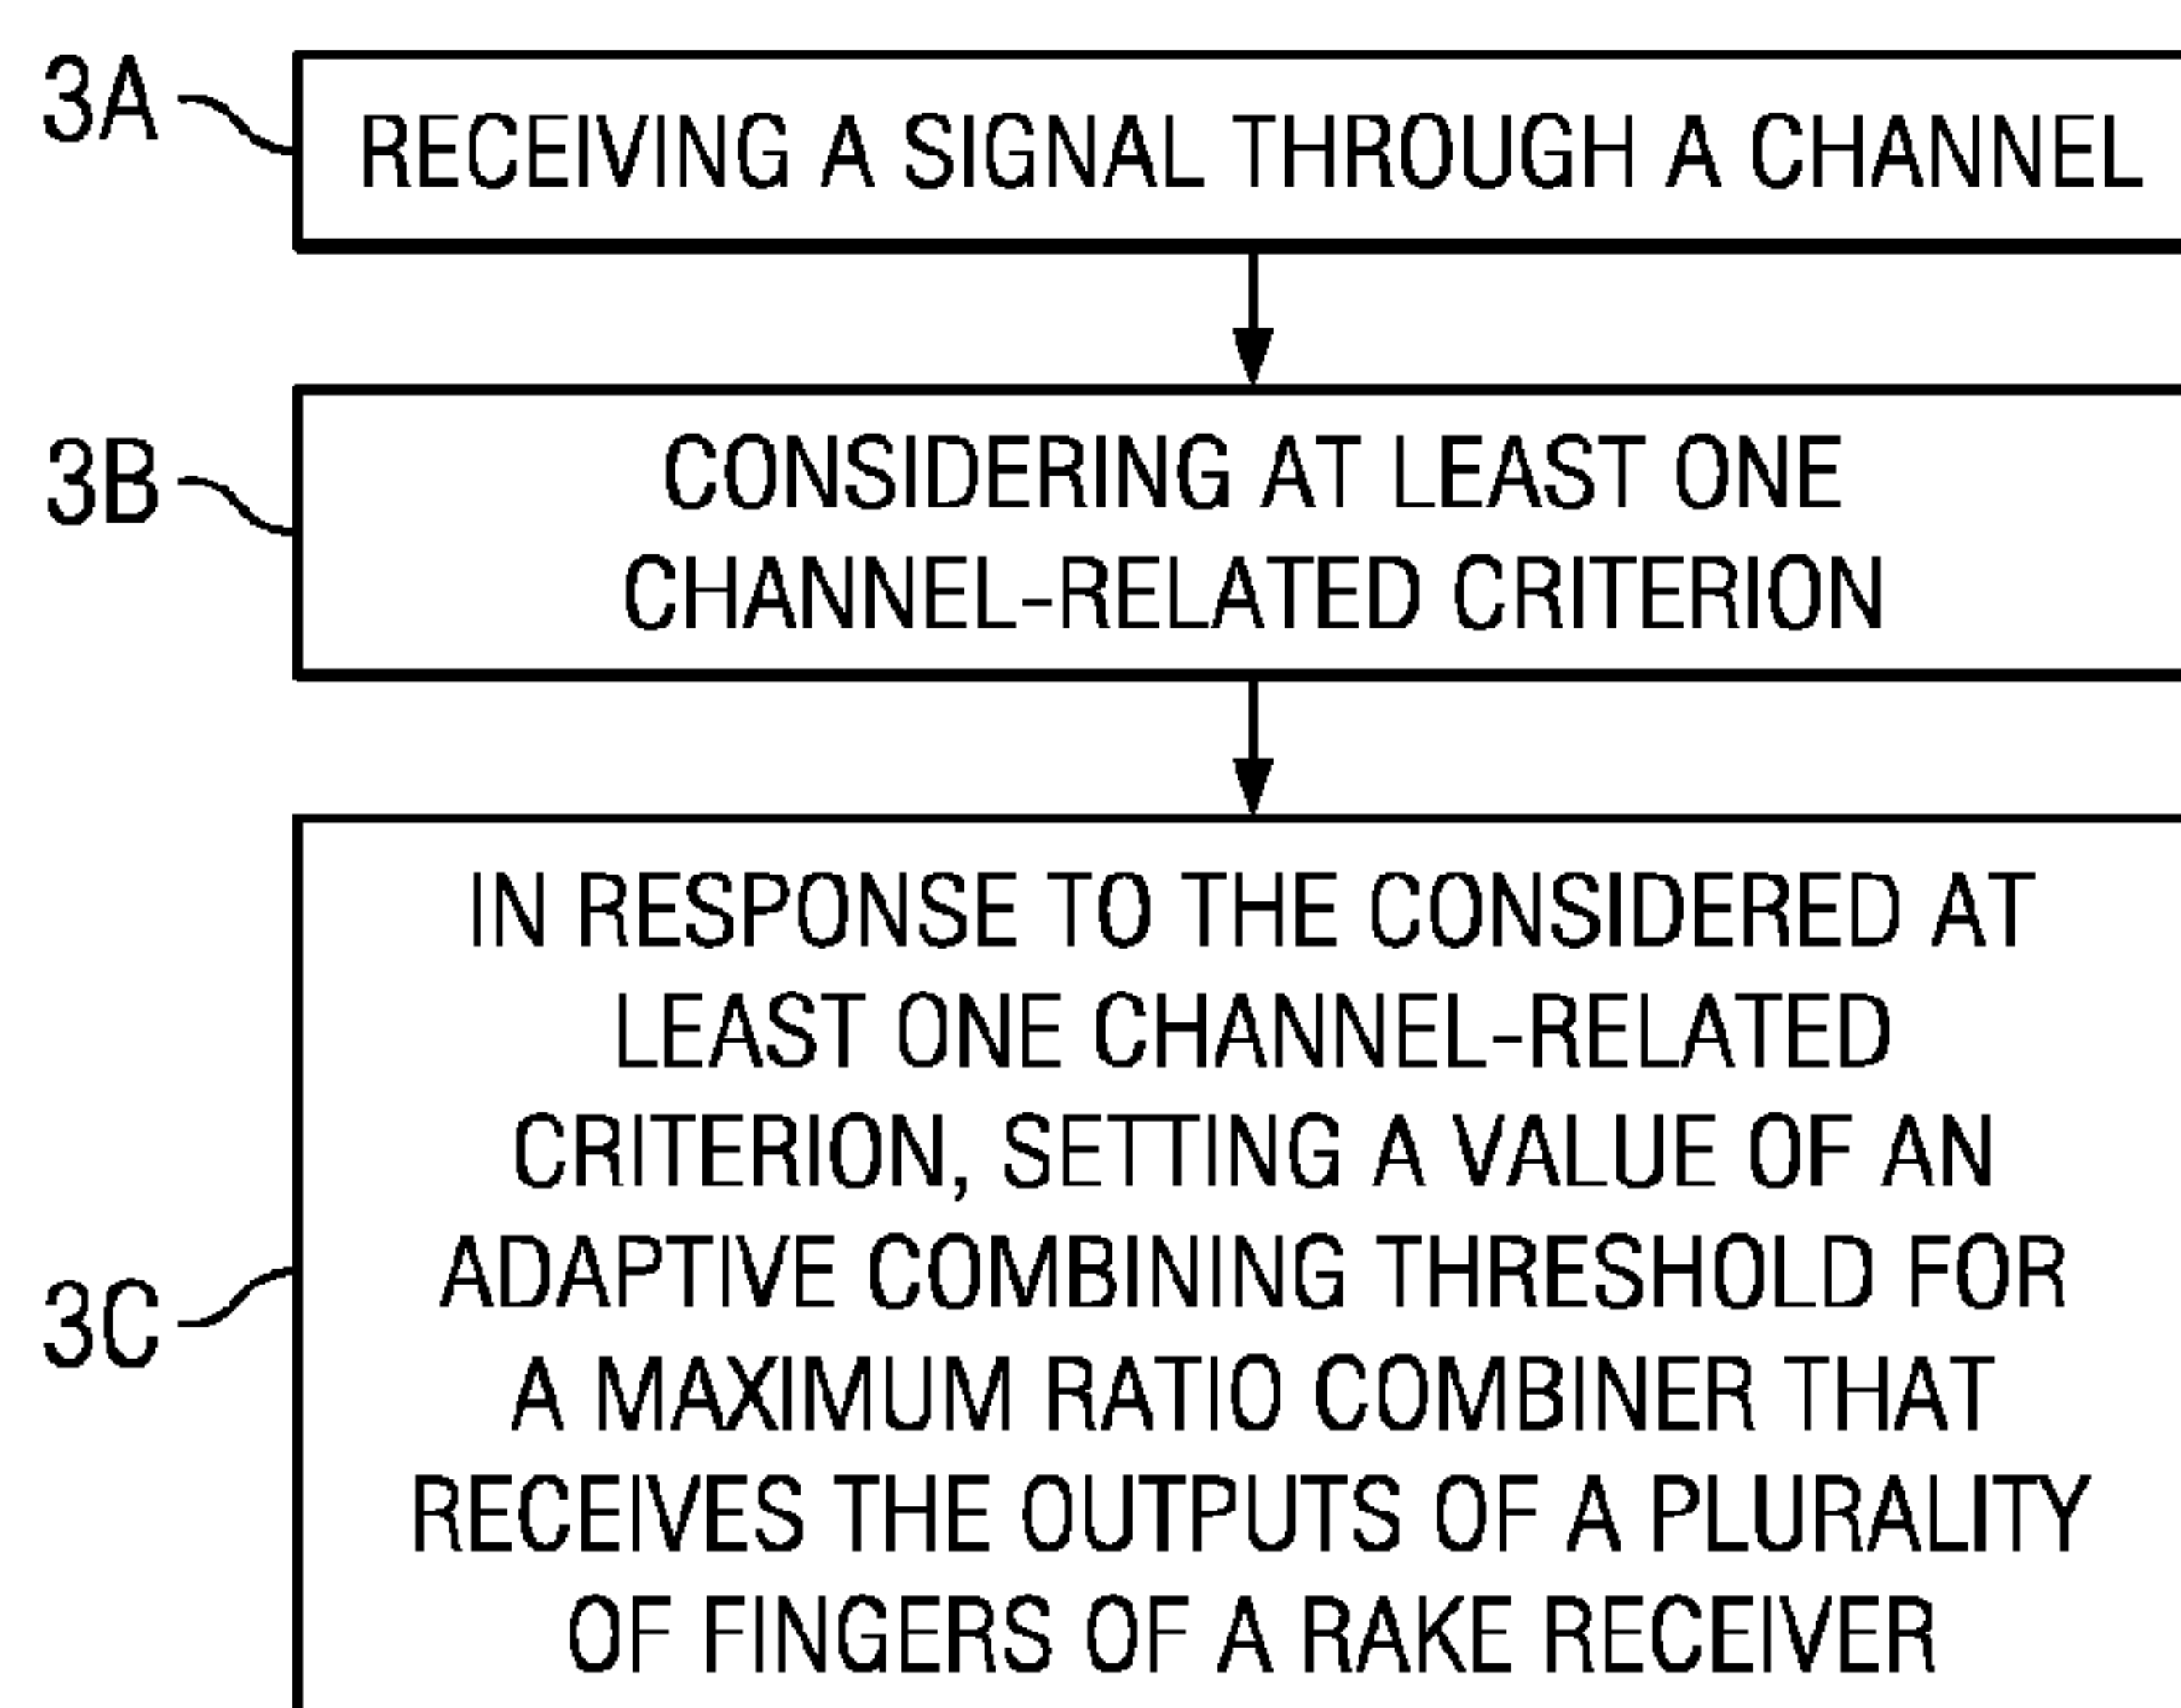 3A
RECEIVING A SIGNAL THROUGH A CHANNEL
3B
CONSIDERING AT LEAST ONE
CHANNEL-RELATED CRITERION
3C
IN RESPONSE TO THE CONSIDERED AT
LEAST ONE CHANNEL-RELATED
CRITERION, SETTING A VALUE OF AN
ADAPTIVE COMBINING THRESHOLD FOR
A MAXIMUM RATIO COMBINER THAT
RECEIVES THE OUTPUTS OF A PLURALITY
OF FINGERS OF A RAKE RECEIVER